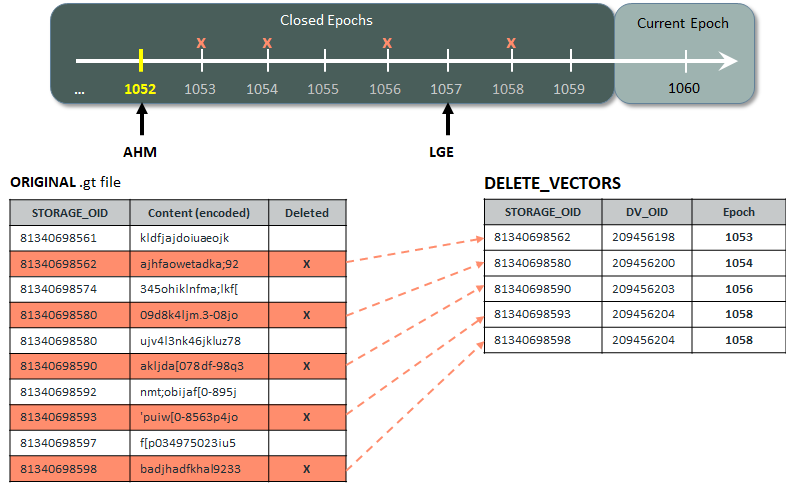 Closed Epochs
Current Epoch
X X X X
... 1052 1053 1054 1055 1056 1057 1058 1059 1060
AHM LGE
ORIGINAL .gt file
STORAGE_OID Content (encoded) Deleted
81340698561 kldfjajdoiuaeojk
81340698562 ajhfaowetadka;92 X
81340698574 345ohiklnfma;lkf[
81340698580 09d8k4ljm.3-08jo X
81340698580 ujv4l3nk46jkluz78
81340698590 akljda[078df-98q3 X
81340698592 nmt;obijaf[0-895j
81340698593 'puiw[0-8563p4jo X
81340698597 f[p034975023iu5
81340698598 badjhadfkhal9233 X
DELETE_VECTORS
STORAGE_OID DV_OID Epoch
81340698562 209456198 1053
81340698580 209456200 1054
81340698590 209456203 1056
81340698593 209456204 1058
81340698598 209456204 1058